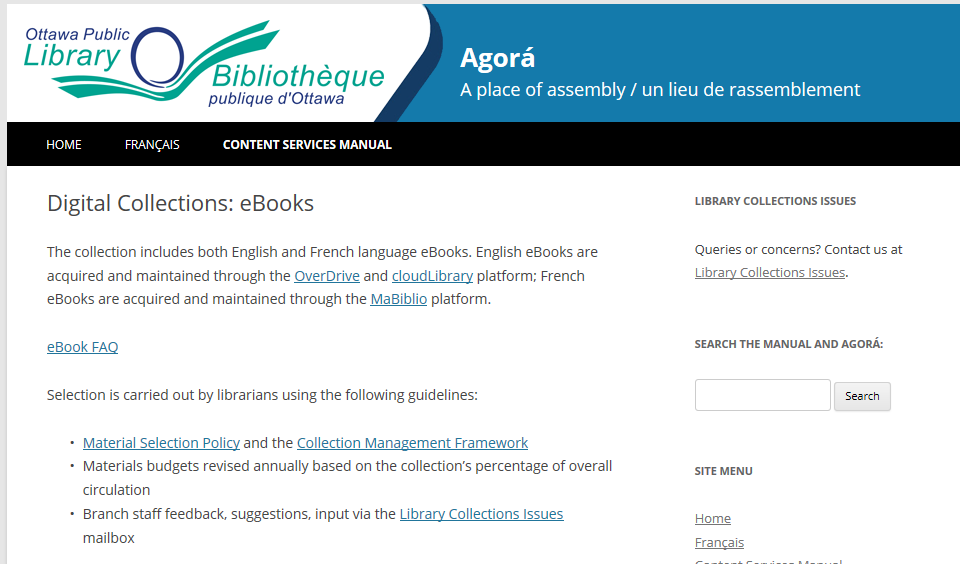 Ottawa Public
Library
Bibliothèque
publique d'Ottawa
Agorá
A place of assembly / un lieu de rassemblement
HOME FRANÇAIS CONTENT SERVICES MANUAL
Digital Collections: eBooks
The collection includes both English and French language eBooks. English eBooks are
acquired and maintained through the OverDrive and cloudLibrary platform; French
eBooks are acquired and maintained through the MaBiblio platform.
eBook FAQ
Selection is carried out by librarians using the following guidelines:
• Material Selection Policy and the Collection Management Framework
• Materials budgets revised annually based on the collection’s percentage of overall
circulation
• Branch staff feedback, suggestions, input via the Library Collections Issues
mailbox
LIBRARY COLLECTIONS ISSUES
Queries or concerns? Contact us at
Library Collections Issues.
SEARCH THE MANUAL AND AGORÁ:
Search
SITE MENU
Home
Français
Content Services Manual